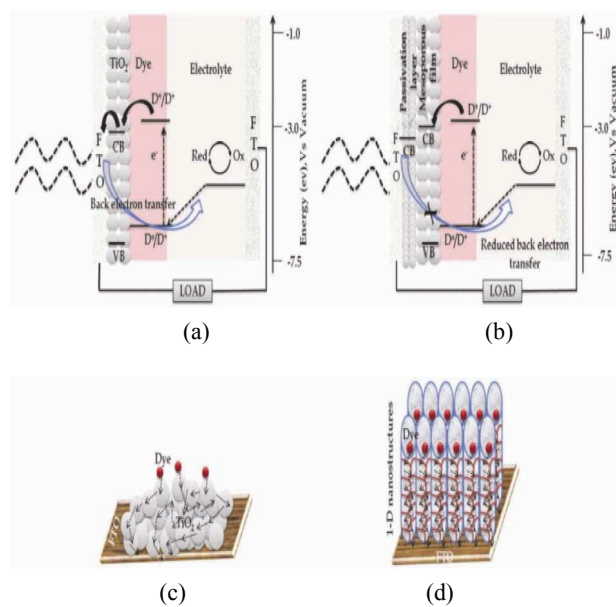 TiO₂
Dye
Electrolyte
D*/D⁺
CB
F
T
O
e⁻
Red
Ox
F
T
O
Back electron transfer
D°/D⁺
VB
LOAD
-1.0
-3.0
-7.5
Energy (ev),Vs Vacuum
(a)
Passivation
layer
Mesoporous
film
Dye
Electrolyte
D*/D⁺
CB
CB
F
T
O
e⁻
Red
Ox
F
T
O
D°/D⁺
VB
Reduced back electron
transfer
LOAD
-1.0
-3.0
-7.5
Energy (ev),Vs Vacuum
(b)
Dye
TiO₂
FTO
(c)
1-D nanostructures
Dye
FTO
(d)